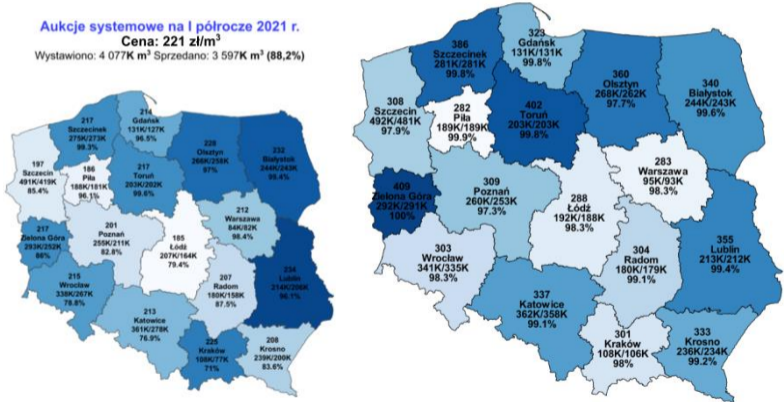 Aukcje systemowe na I półrocze 2021 r.
Cena: 221 zł/m³
Wystawiono: 4 077K m³ Sprzedano: 3 597K m³ (88,2%)
217
Szczecinek
275K/273K
99.3%
214
Gdańsk
131K/127K
96.5%
228
Olsztyn
266K/258K
97%
232
Białystok
244K/243K
99.4%
197
Szczecin
491K/419K
85.4%
186
Piła
188K/181K
96.1%
217
Toruń
203K/202K
99.6%
212
Warszawa
84K/82K
98.4%
217
Zielona Góra
293K/252K
86%
201
Poznań
255K/211K
82.8%
185
Łódź
207K/164K
79.4%
234
Lublin
214K/206K
96.1%
215
Wrocław
338K/267K
78.8%
207
Radom
180K/158K
87.5%
213
Katowice
361K/278K
76.9%
225
Kraków
108K/77K
71%
208
Krosno
239K/200K
83.6%
323
Gdańsk
131K/131K
99.8%
386
Szczecinek
281K/281K
99.8%
360
Olsztyn
268K/262K
97.7%
340
Białystok
244K/243K
99.6%
308
Szczecin
492K/481K
97.9%
282
Piła
189K/189K
99.9%
402
Toruń
203K/203K
99.8%
283
Warszawa
95K/93K
98.3%
409
Zielona Góra
292K/291K
100%
309
Poznań
260K/253K
97.3%
288
Łódź
192K/188K
98.3%
303
Wrocław
341K/335K
98.3%
304
Radom
180K/179K
99.1%
355
Lublin
213K/212K
99.4%
337
Katowice
362K/358K
99.1%
301
Kraków
108K/106K
98%
333
Krosno
236K/234K
99.2%